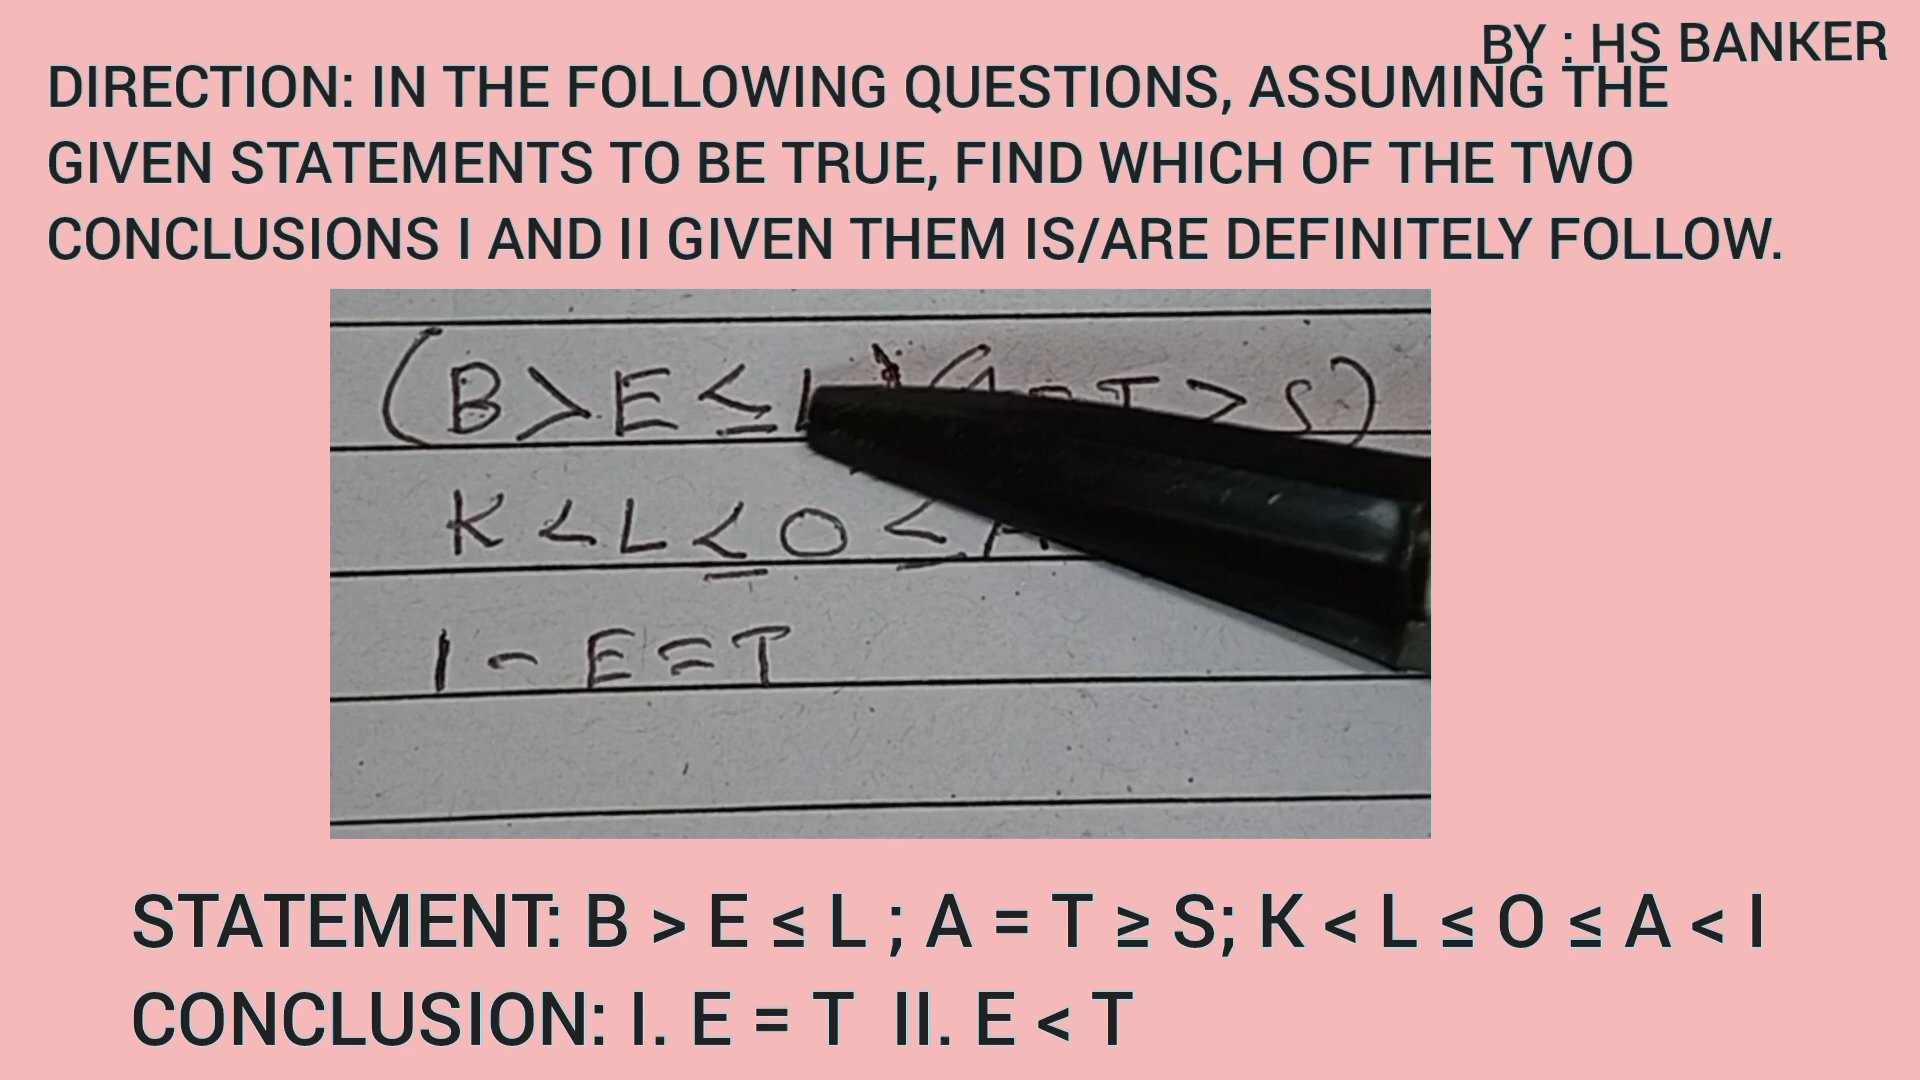 BY : HS BANKER
DIRECTION: IN THE FOLLOWING QUESTIONS, ASSUMING THE
GIVEN STATEMENTS TO BE TRUE, FIND WHICH OF THE TWO
CONCLUSIONS I AND II GIVEN THEM IS/ARE DEFINITELY FOLLOW.
(B > E ≤ L) ( T > S)
K < L ≤ O ≤ A
I - E = T
STATEMENT: B > E ≤ L ; A = T ≥ S; K < L ≤ O ≤ A < I
CONCLUSION: I. E = T II. E < T